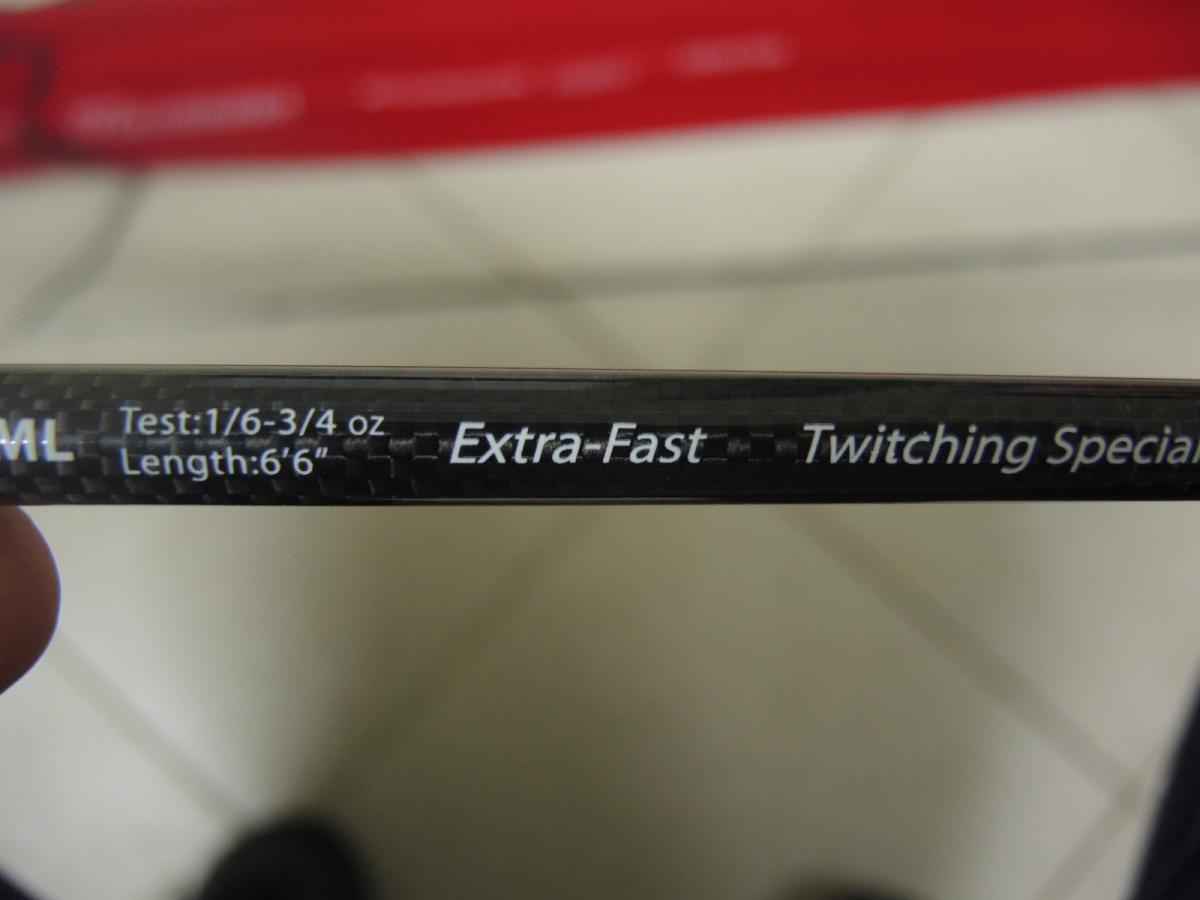 ML
Test:1/6-3/4 oz
Length:6'6"
Extra-Fast
Twitching Special